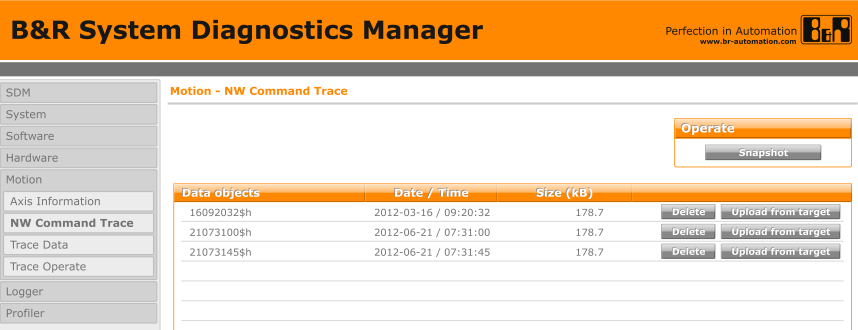 B&R System Diagnostics Manager
Perfection in Automation
www.br-automation.com
B&R
SDM
System
Software
Hardware
Motion
Axis Information
NW Command Trace
Trace Data
Trace Operate
Logger
Profiler
Motion - NW Command Trace
Operate
Snapshot
Data objects Date / Time Size (kB)
16092032$h 2012-03-16 / 09:20:32 178.7 Delete Upload from target
21073100$h 2012-06-21 / 07:31:00 178.7 Delete Upload from target
21073145$h 2012-06-21 / 07:31:45 178.7 Delete Upload from target